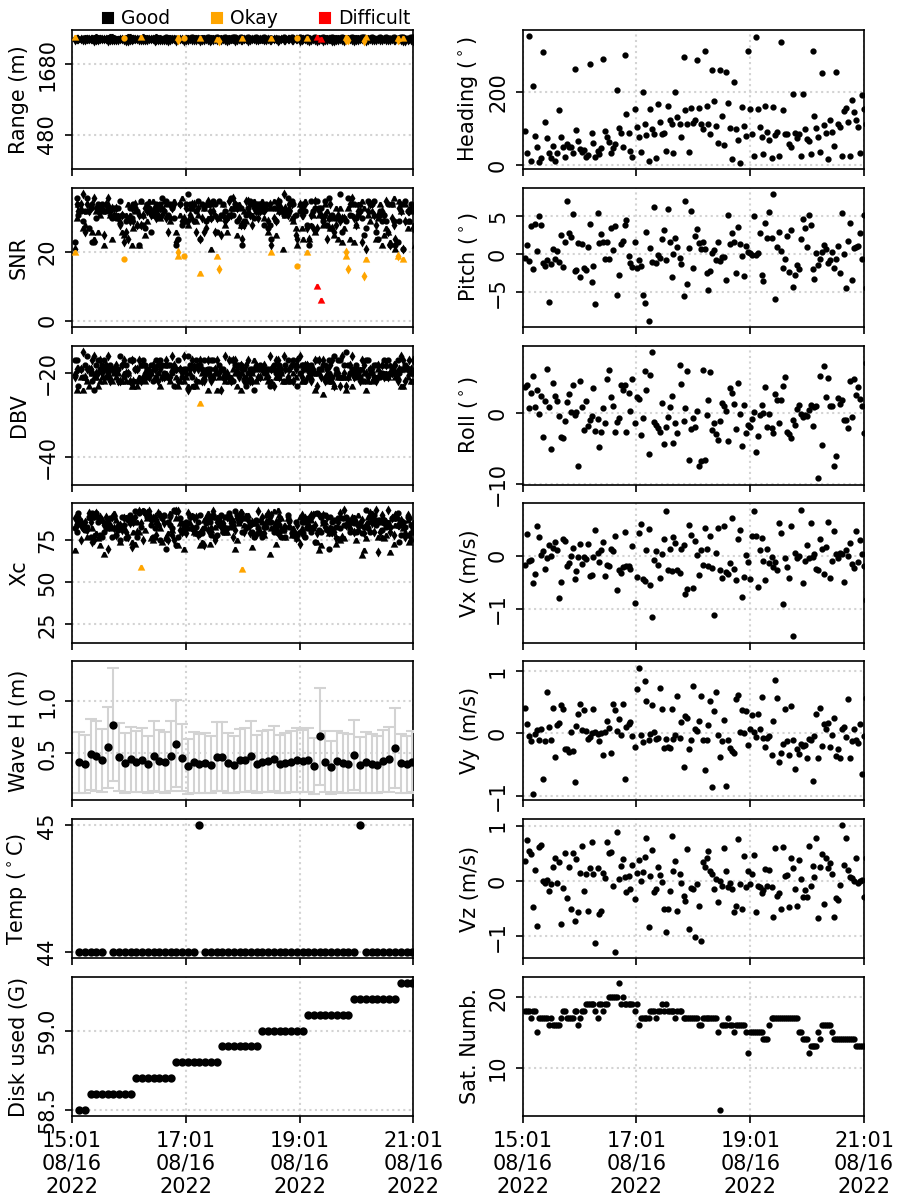 Good Okay Difficult
Range (m)
1680
480
Heading (°)
200
0
SNR
20
0
Pitch (°)
5
0
−5
DBV
−20
−40
Roll (°)
0
−10
Xc
75
50
25
Vx (m/s)
0
−1
Wave H (m)
1.0
0.5
Vy (m/s)
1
0
−1
Temp (°C)
45
44
Vz (m/s)
1
0
−1
Disk used (G)
59.0
58.5
Sat. Numb.
20
10
15:01 17:01 19:01 21:01 15:01 17:01 19:01 21:01
08/16 08/16 08/16 08/16 08/16 08/16 08/16 08/16
2022 2022 2022 2022 2022 2022 2022 2022